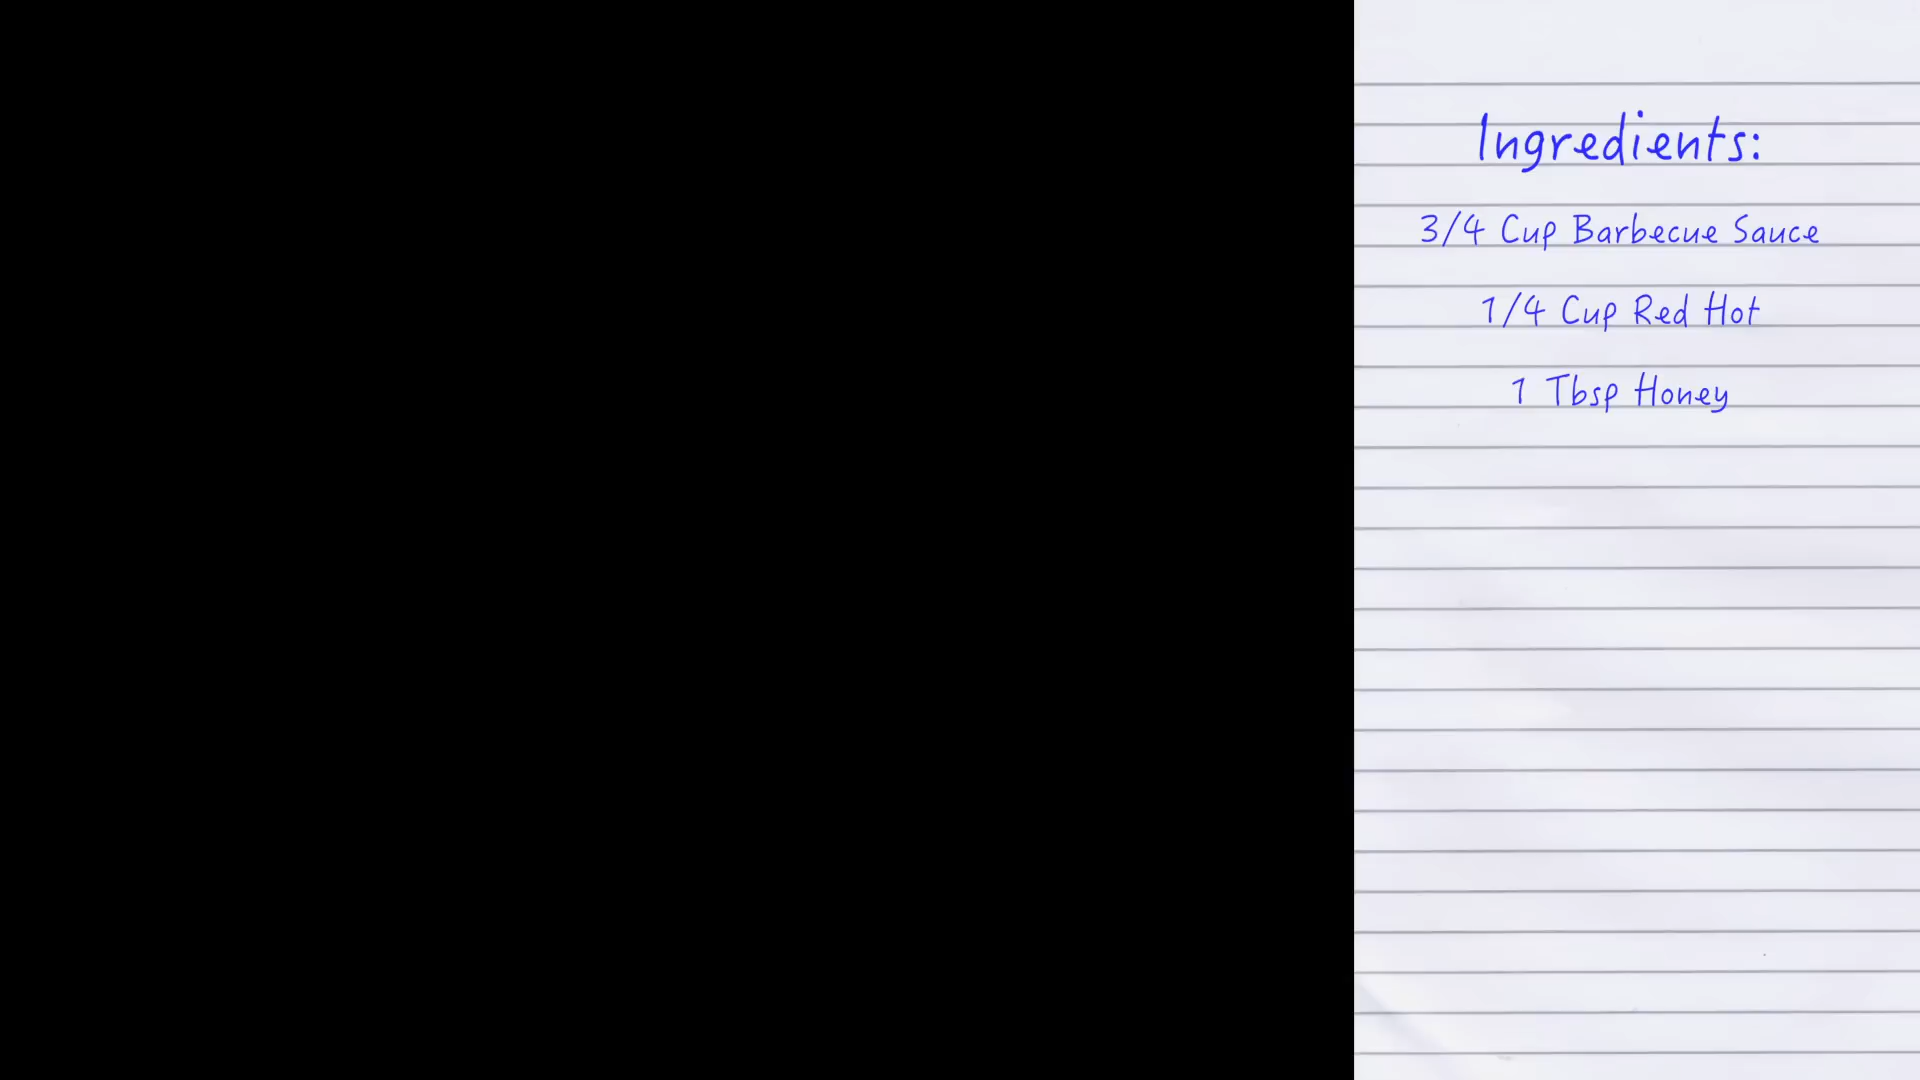 Ingredients:
3/4 Cup Barbecue Sauce
1/4 Cup Red Hot
1 Tbsp Honey